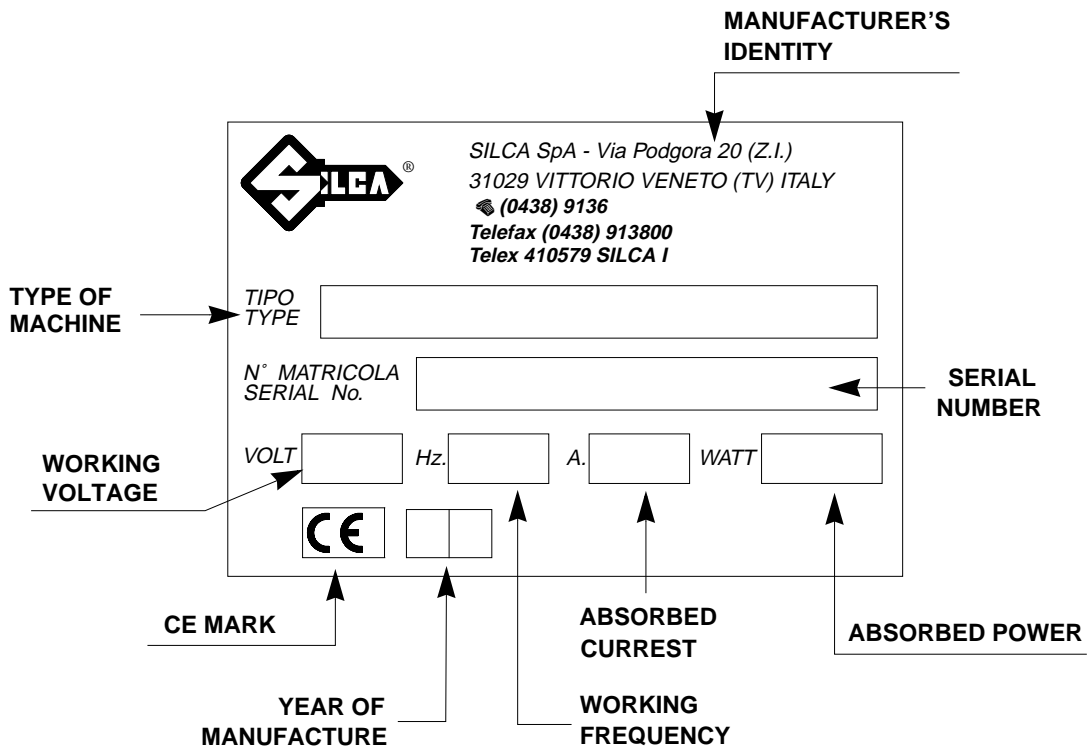 MANUFACTURER'S
IDENTITY
SILCA®
SILCA SpA - Via Podgora 20 (Z.I.)
31029 VITTORIO VENETO (TV) ITALY
(0438) 9136
Telefax (0438) 913800
Telex 410579 SILCA I
TYPE OF
MACHINE
TIPO
TYPE
N° MATRICOLA
SERIAL No.
SERIAL
NUMBER
VOLT Hz. A. WATT
WORKING
VOLTAGE
CE
CE MARK
ABSORBED
CURREST
ABSORBED POWER
YEAR OF
MANUFACTURE
WORKING
FREQUENCY